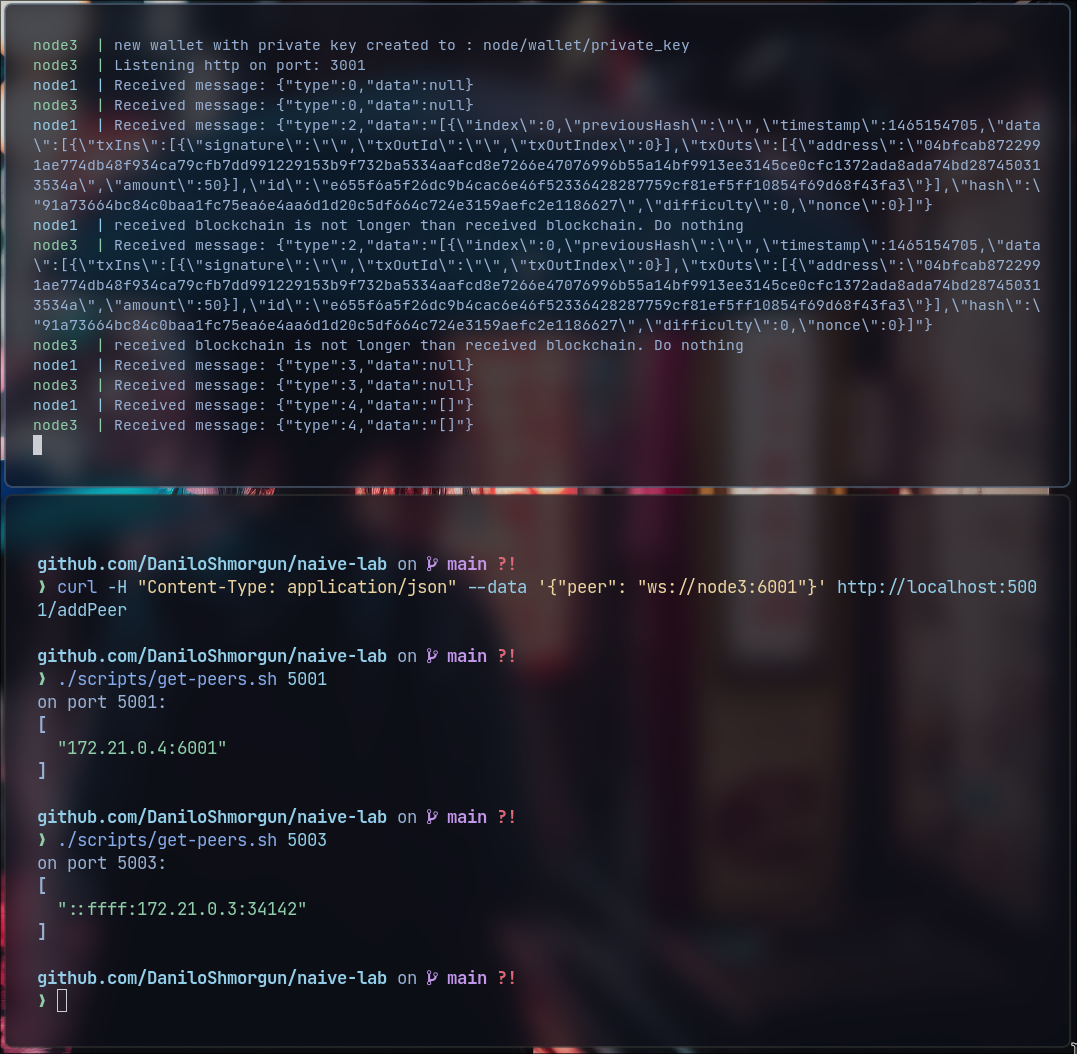 node3  | new wallet with private key created to : node/wallet/private_key
node3  | Listening http on port: 3001
node1  | Received message: {"type":0,"data":null}
node3  | Received message: {"type":0,"data":null}
node1  | Received message: {"type":2,"data":"[{\"index\":0,\"previousHash\":\"\",\"timestamp\":1465154705,\"data
\":[{\"txIns\":[{\"signature\":\"\",\"txOutId\":\"\",\"txOutIndex\":0}],\"txOuts\":[{\"address\":\"04bfcab872299
1ae774db48f934ca79cfb7dd991229153b9f732ba5334aafcd8e7266e47076996b55a14bf9913ee3145ce0cfc1372ada8ada74bd28745031
3534a\",\"amount\":50}],\"id\":\"e655f6a5f26dc9b4cac6e46f52336428287759cf81ef5ff10854f69d68f43fa3\"}],\"hash\":\
"91a73664bc84c0baa1fc75ea6e4aa6d1d20c5df664c724e3159aefc2e1186627\",\"difficulty\":0,\"nonce\":0}]"}
node1  | received blockchain is not longer than received blockchain. Do nothing
node3  | Received message: {"type":2,"data":"[{\"index\":0,\"previousHash\":\"\",\"timestamp\":1465154705,\"data
\":[{\"txIns\":[{\"signature\":\"\",\"txOutId\":\"\",\"txOutIndex\":0}],\"txOuts\":[{\"address\":\"04bfcab872299
1ae774db48f934ca79cfb7dd991229153b9f732ba5334aafcd8e7266e47076996b55a14bf9913ee3145ce0cfc1372ada8ada74bd28745031
3534a\",\"amount\":50}],\"id\":\"e655f6a5f26dc9b4cac6e46f52336428287759cf81ef5ff10854f69d68f43fa3\"}],\"hash\":\
"91a73664bc84c0baa1fc75ea6e4aa6d1d20c5df664c724e3159aefc2e1186627\",\"difficulty\":0,\"nonce\":0}]"}
node3  | received blockchain is not longer than received blockchain. Do nothing
node1  | Received message: {"type":3,"data":null}
node3  | Received message: {"type":3,"data":null}
node1  | Received message: {"type":4,"data":"[]"}
node3  | Received message: {"type":4,"data":"[]"}
github.com/DaniloShmorgun/naive-lab on main ?!
❯ curl -H "Content-Type: application/json" --data '{"peer": "ws://node3:6001"}' http://localhost:500
1/addPeer
github.com/DaniloShmorgun/naive-lab on main ?!
❯ ./scripts/get-peers.sh 5001
on port 5001:
[
  "172.21.0.4:6001"
]
github.com/DaniloShmorgun/naive-lab on main ?!
❯ ./scripts/get-peers.sh 5003
on port 5003:
[
  "::ffff:172.21.0.3:34142"
]
github.com/DaniloShmorgun/naive-lab on main ?!
❯